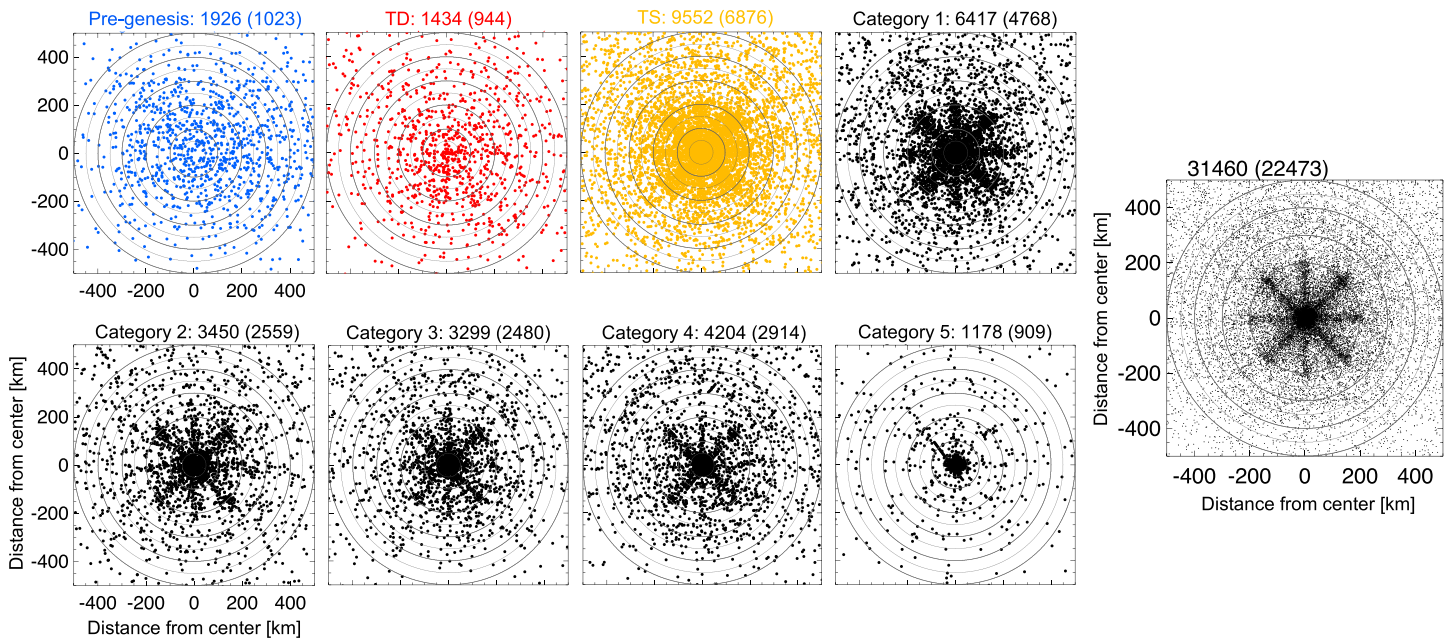 Pre-genesis: 1926 (1023)
TD: 1434 (944)
TS: 9552 (6876)
Category 1: 6417 (4768)
400
200
0
-200
-400
-400 -200 0 200 400
Category 2: 3450 (2559)
Category 3: 3299 (2480)
Category 4: 4204 (2914)
Category 5: 1178 (909)
Distance from center [km]
400
200
0
-200
-400
-400 -200 0 200 400
Distance from center [km]
31460 (22473)
Distance from center [km]
400
200
0
-200
-400
-400 -200 0 200 400
Distance from center [km]